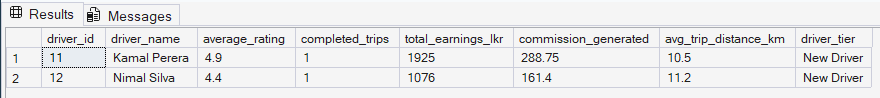 Results Messages
driver_id driver_name average_rating completed_trips total_earnings_lkr commission_generated avg_trip_distance_km driver_tier
1 11 Kamal Perera 4.9 1 1925 288.75 10.5 New Driver
2 12 Nimal Silva 4.4 1 1076 161.4 11.2 New Driver